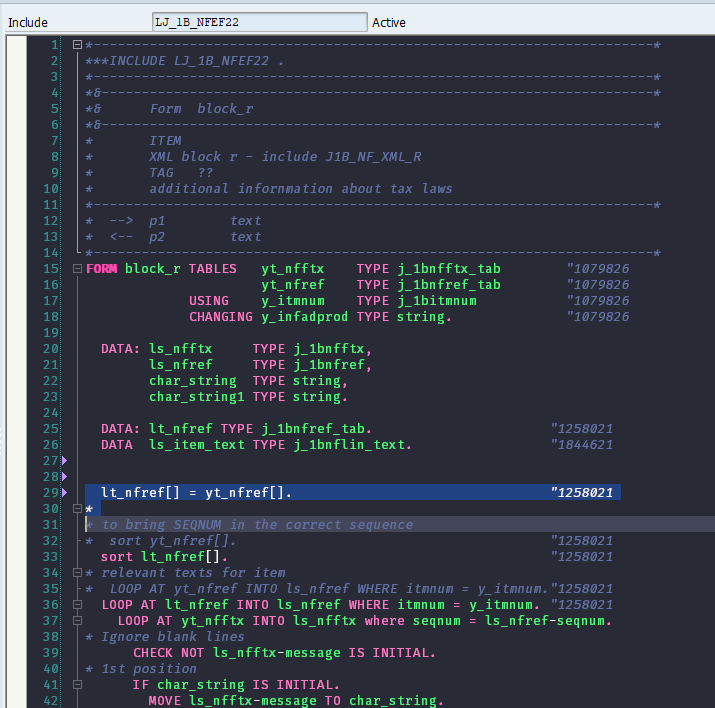 Include LJ_1B_NFEF22 Active
1 *----------------------------------------------------------------------*
2 ***INCLUDE LJ_1B_NFEF22 .
3 *----------------------------------------------------------------------*
4 *&---------------------------------------------------------------------*
5 *&      Form  block_r
6 *&---------------------------------------------------------------------*
7 *       ITEM
8 *       XML block r - include J1B_NF_XML_R
9 *       TAG   ??
10 *       additional infornmation about tax laws
11 *----------------------------------------------------------------------*
12 *  -->  p1        text
13 *  <--  p2        text
14 *----------------------------------------------------------------------*
15 FORM block_r TABLES   yt_nfftx    TYPE j_1bnfftx_tab        "1079826
16                       yt_nfref    TYPE j_1bnfref_tab        "1079826
17              USING    y_itmnum    TYPE j_1bitmnum           "1079826
18              CHANGING y_infadprod TYPE string.              "1079826
19
20   DATA: ls_nfftx     TYPE j_1bnfftx,
21         ls_nfref     TYPE j_1bnfref,
22         char_string  TYPE string,
23         char_string1 TYPE string.
24
25   DATA: lt_nfref TYPE j_1bnfref_tab.                      "1258021
26   DATA  ls_item_text TYPE j_1bnflin_text.                 "1844621
27
28
29   lt_nfref[] = yt_nfref[].                                "1258021
30 *
31 * to bring SEQNUM in the correct sequence
32 *  sort yt_nfref[].                                       "1258021
33   sort lt_nfref[].                                        "1258021
34 * relevant texts for item
35 *  LOOP AT yt_nfref INTO ls_nfref WHERE itmnum = y_itmnum."1258021
36   LOOP AT lt_nfref INTO ls_nfref WHERE itmnum = y_itmnum. "1258021
37     LOOP AT yt_nfftx INTO ls_nfftx where seqnum = ls_nfref-seqnum.
38 * Ignore blank lines
39       CHECK NOT ls_nfftx-message IS INITIAL.
40 * 1st position
41       IF char_string IS INITIAL.
42         MOVE ls_nfftx-message TO char_string.